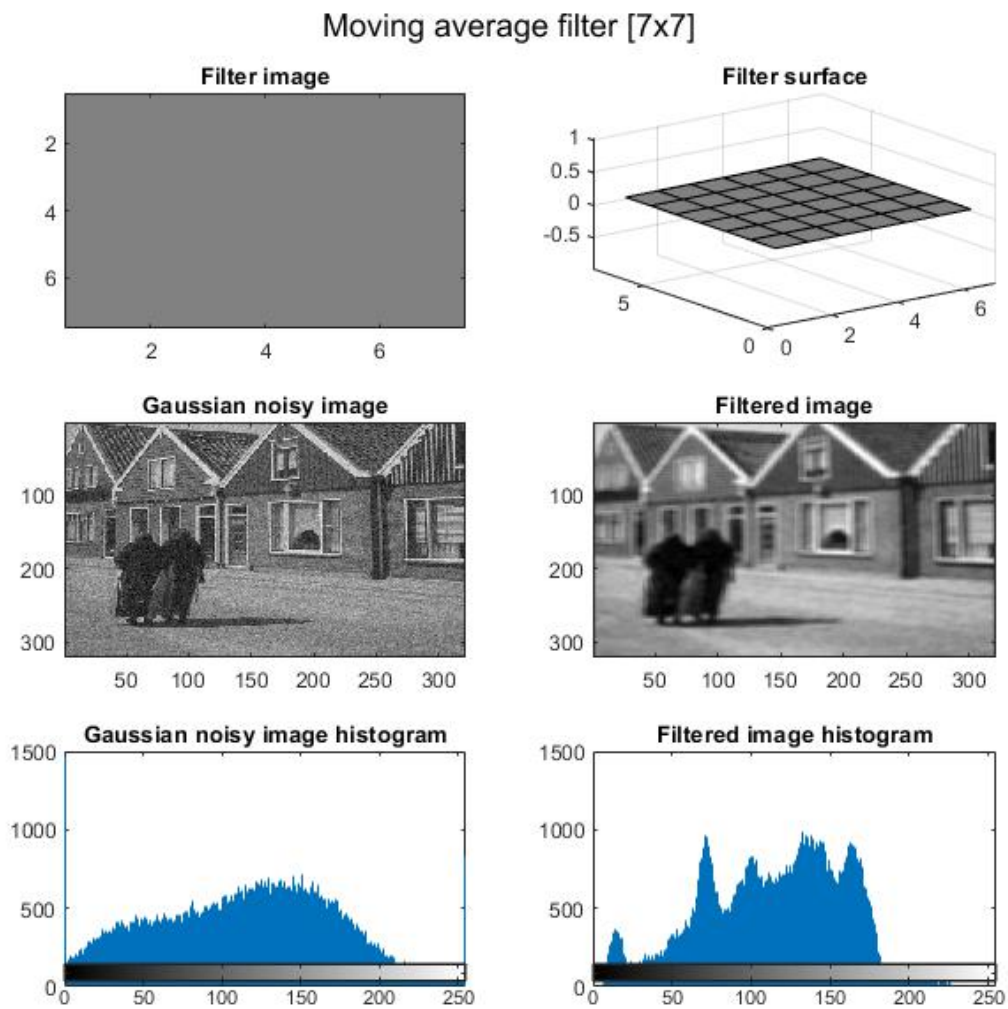 Moving average filter [7x7]
Filter image
2
4
6
2 4 6
Filter surface
1
0.5
0
-0.5
5
0
0 2 4 6
Gaussian noisy image
100
200
300
50 100 150 200 250 300
Filtered image
100
200
300
50 100 150 200 250 300
Gaussian noisy image histogram
1500
1000
500
0
0 50 100 150 200 250
Filtered image histogram
1500
1000
500
0
0 50 100 150 200 250